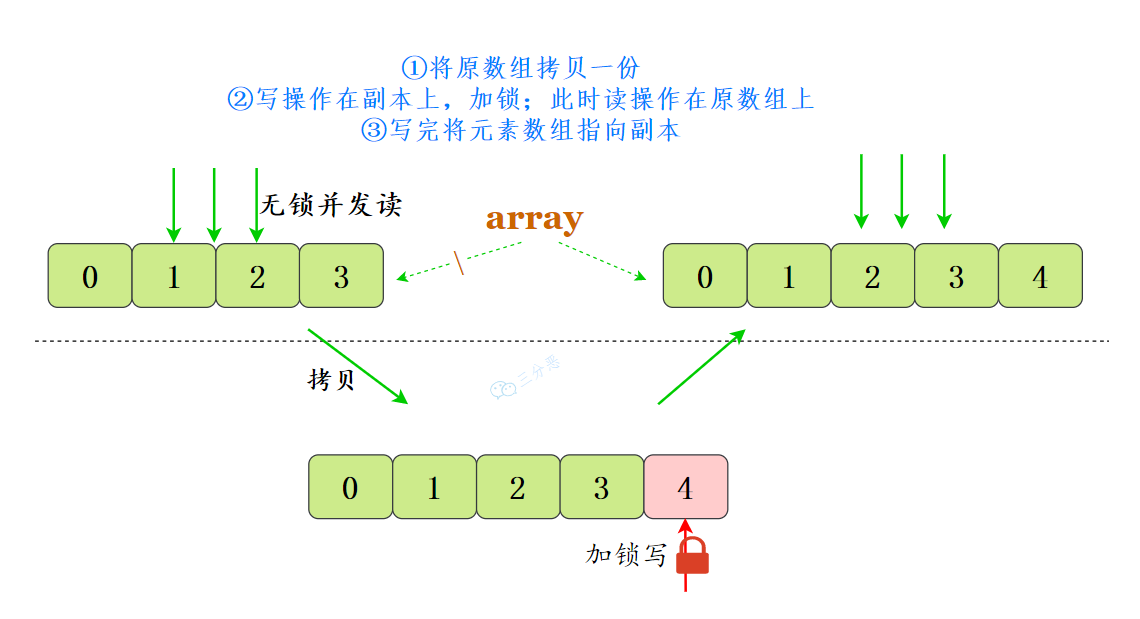 ①将原数组拷贝一份
②写操作在副本上，加锁；此时读操作在原数组上
③写完将元素数组指向副本
无锁并发读
array
0 1 2 3
0 1 2 3 4
拷贝
三分恶
0 1 2 3 4
加锁写